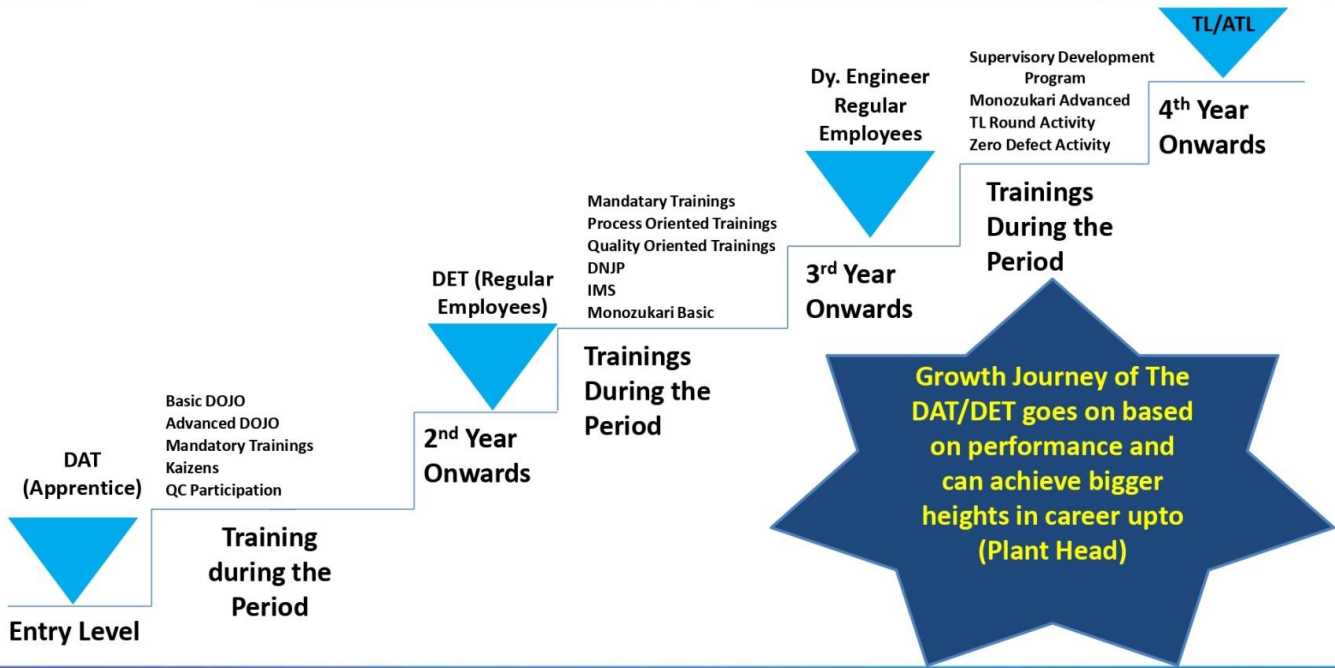 DAT
(Apprentice)
Entry Level
Basic DOJO
Advanced DOJO
Mandatory Trainings
Kaizens
QC Participation
Training
during the
Period
DET (Regular
Employees)
2nd Year
Onwards
Mandatary Trainings
Process Oriented Trainings
Quality Oriented Trainings
DNJP
IMS
Monozukari Basic
Trainings
During the
Period
Dy. Engineer
Regular
Employees
3rd Year
Onwards
Supervisory Development
Program
Monozukari Advanced
TL Round Activity
Zero Defect Activity
Trainings
During the
Period
TL/ATL
4th Year
Onwards
Growth Journey of The
DAT/DET goes on based
on performance and
can achieve bigger
heights in career upto
(Plant Head)